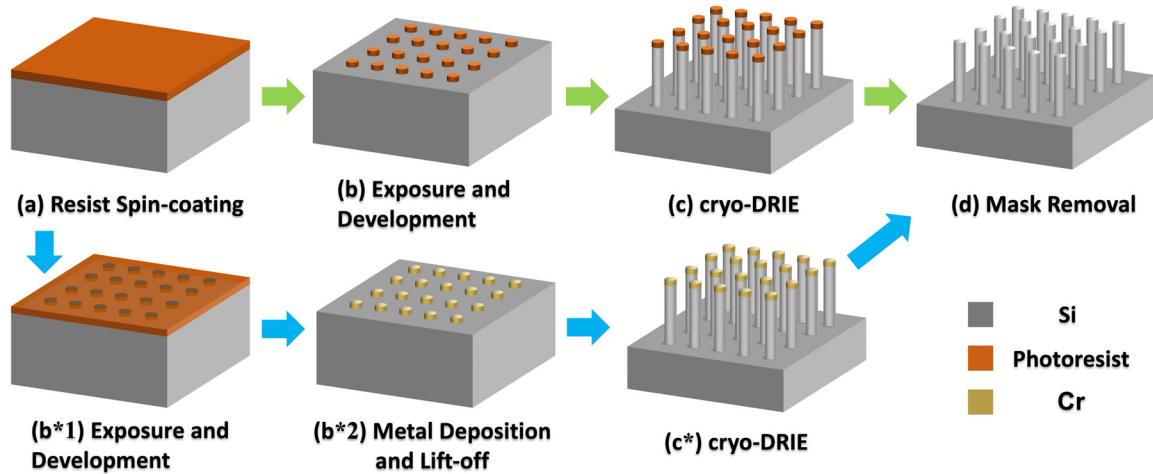 (a) Resist Spin-coating
(b) Exposure and
Development
(c) cryo-DRIE
(d) Mask Removal
(b*1) Exposure and
Development
(b*2) Metal Deposition
and Lift-off
(c*) cryo-DRIE
Si
Photoresist
Cr